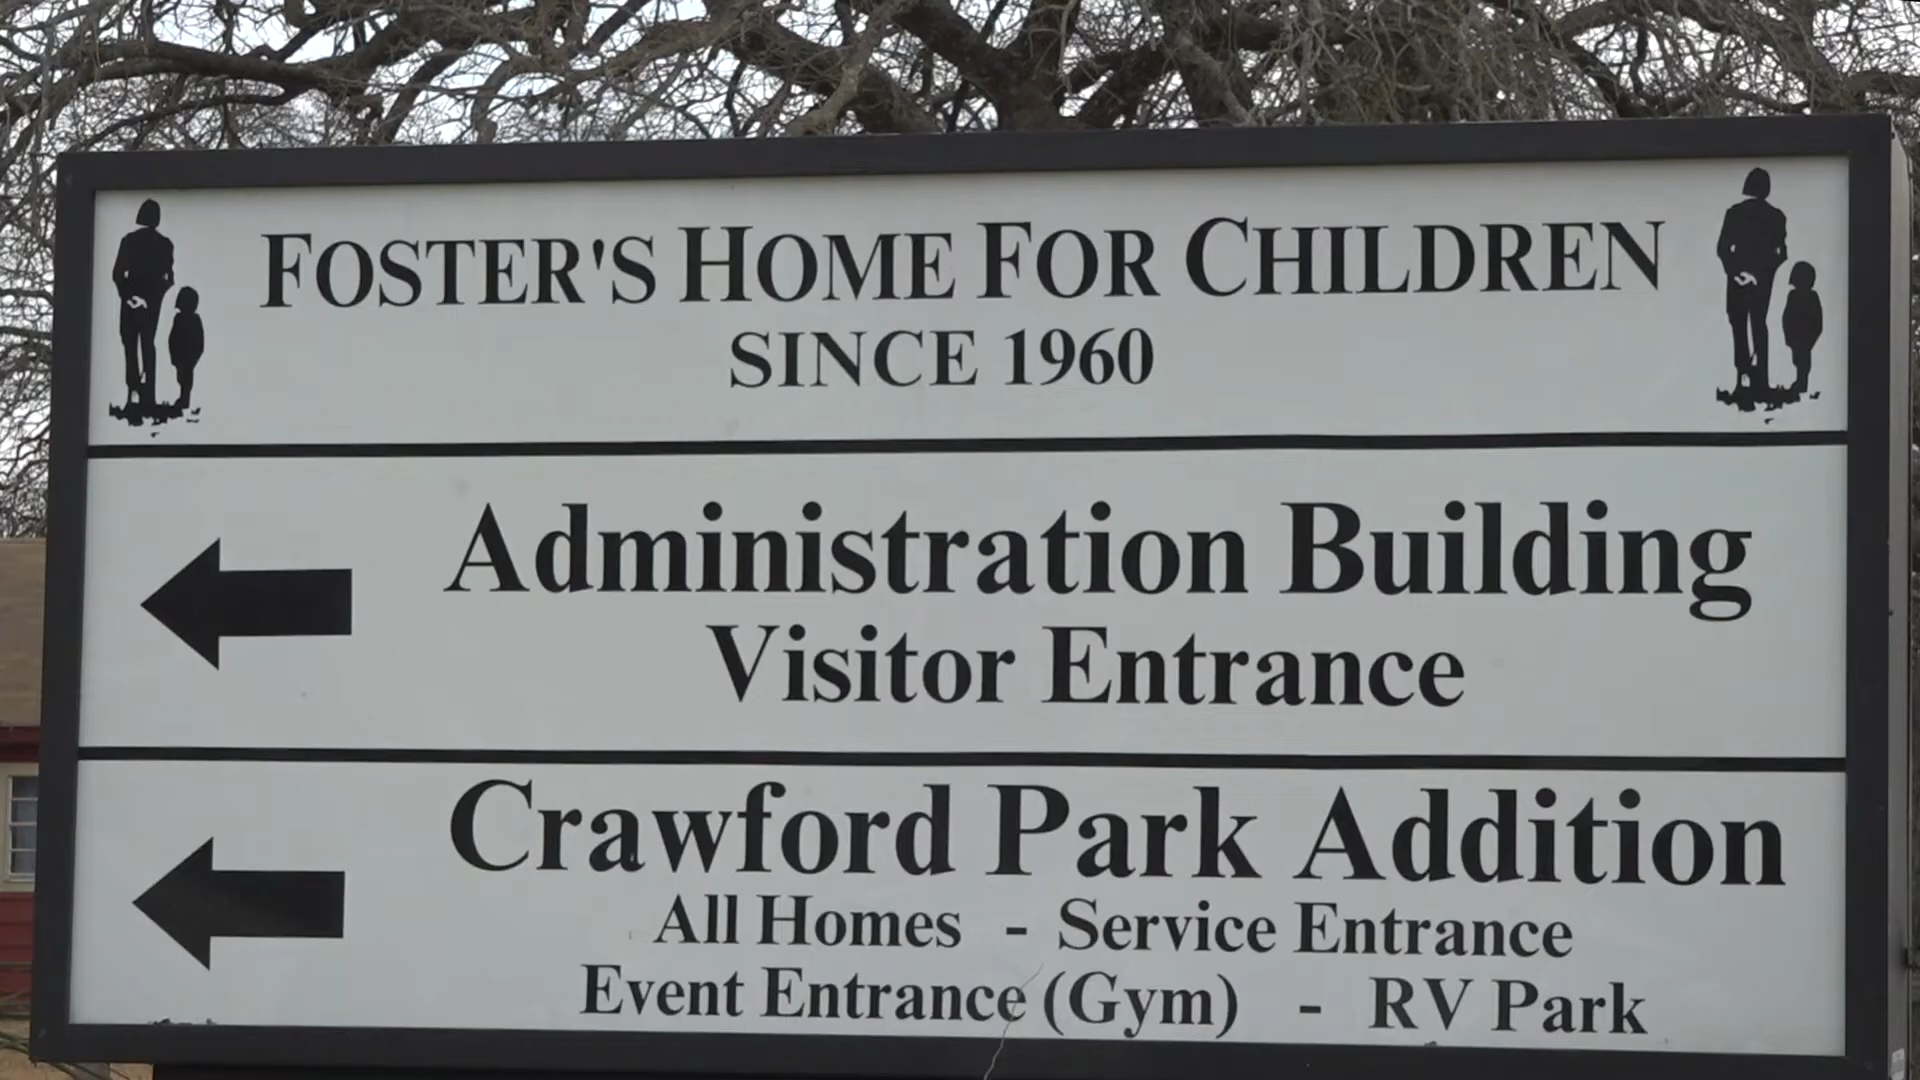 FOSTER'S HOME FOR CHILDREN
SINCE 1960
Administration Building
Visitor Entrance
Crawford Park Addition
All Homes - Service Entrance
Event Entrance (Gym) - RV Park